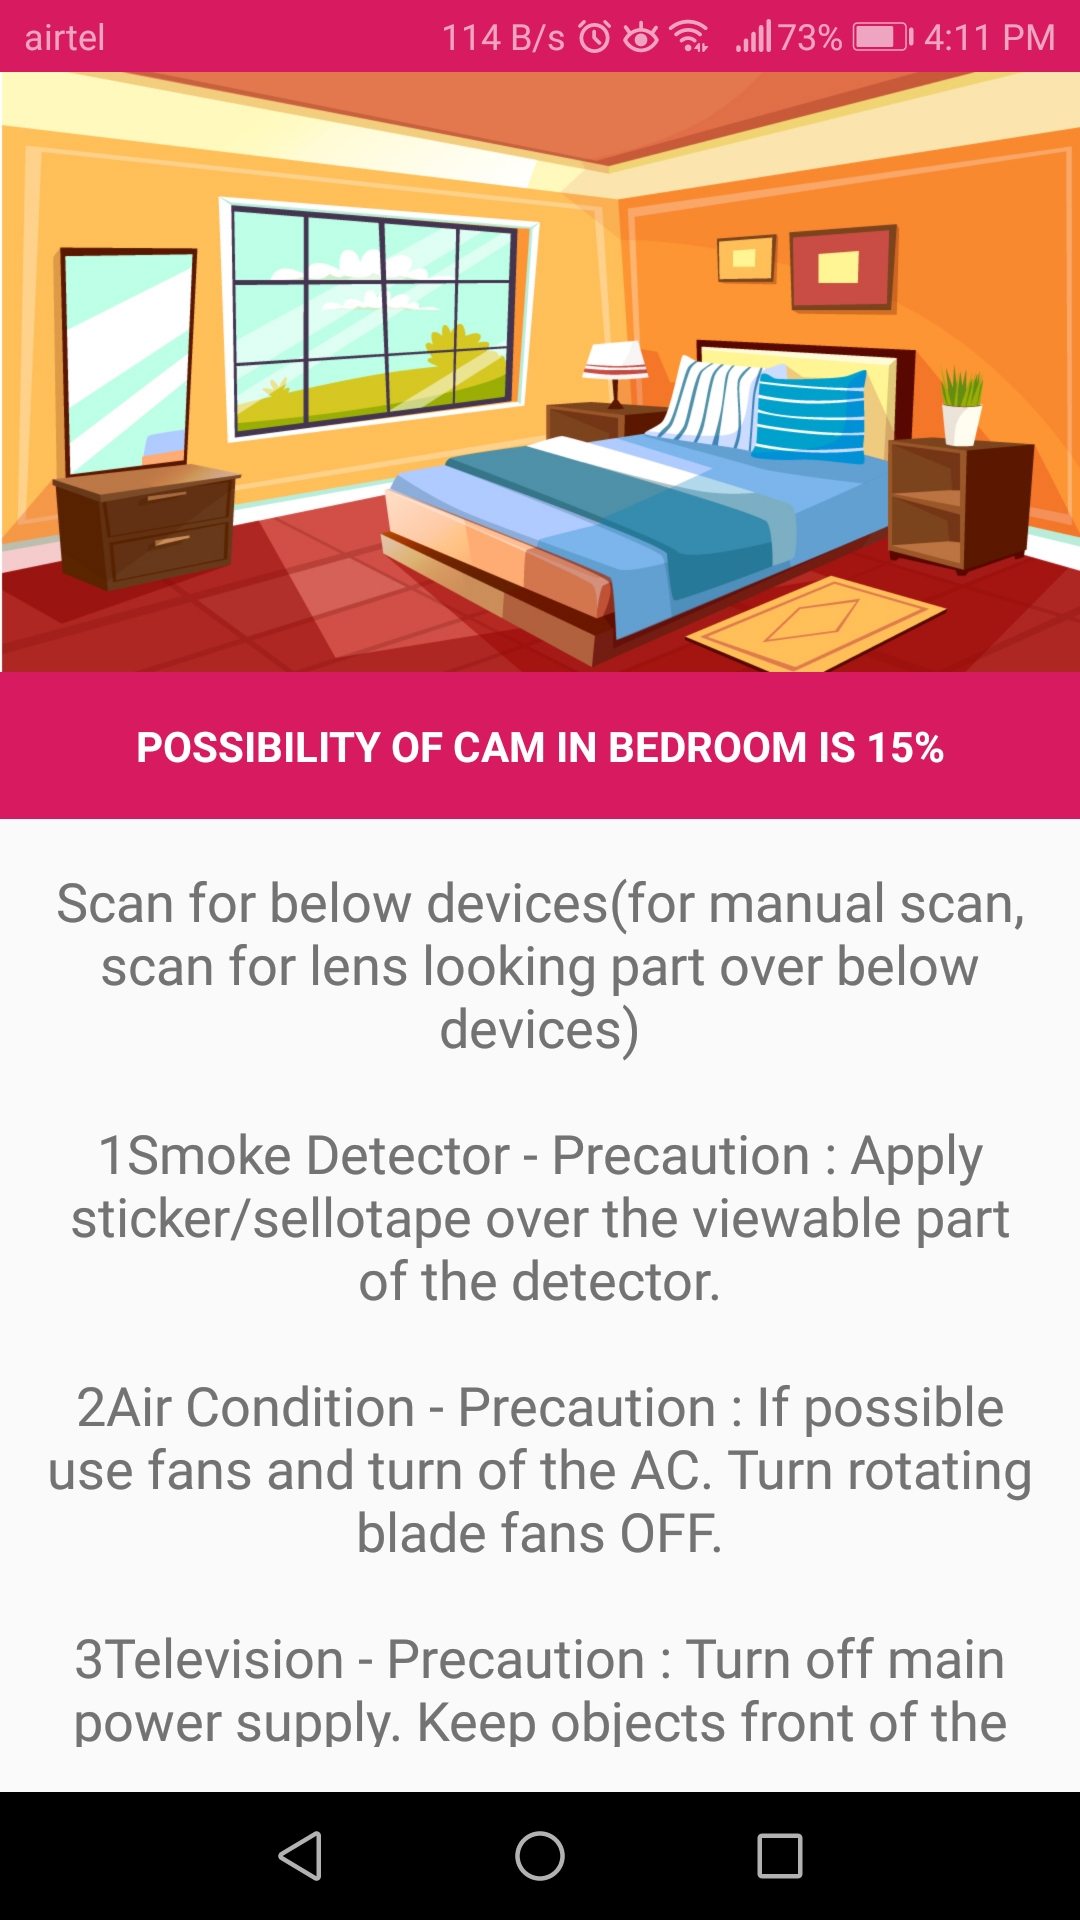 airtel 114 B/s 73% 4:11 PM
POSSIBILITY OF CAM IN BEDROOM IS 15%
Scan for below devices(for manual scan,
scan for lens looking part over below
devices)
1Smoke Detector - Precaution : Apply
sticker/sellotape over the viewable part
of the detector.
2Air Condition - Precaution : If possible
use fans and turn of the AC. Turn rotating
blade fans OFF.
3Television - Precaution : Turn off main
power supply. Keep objects front of the